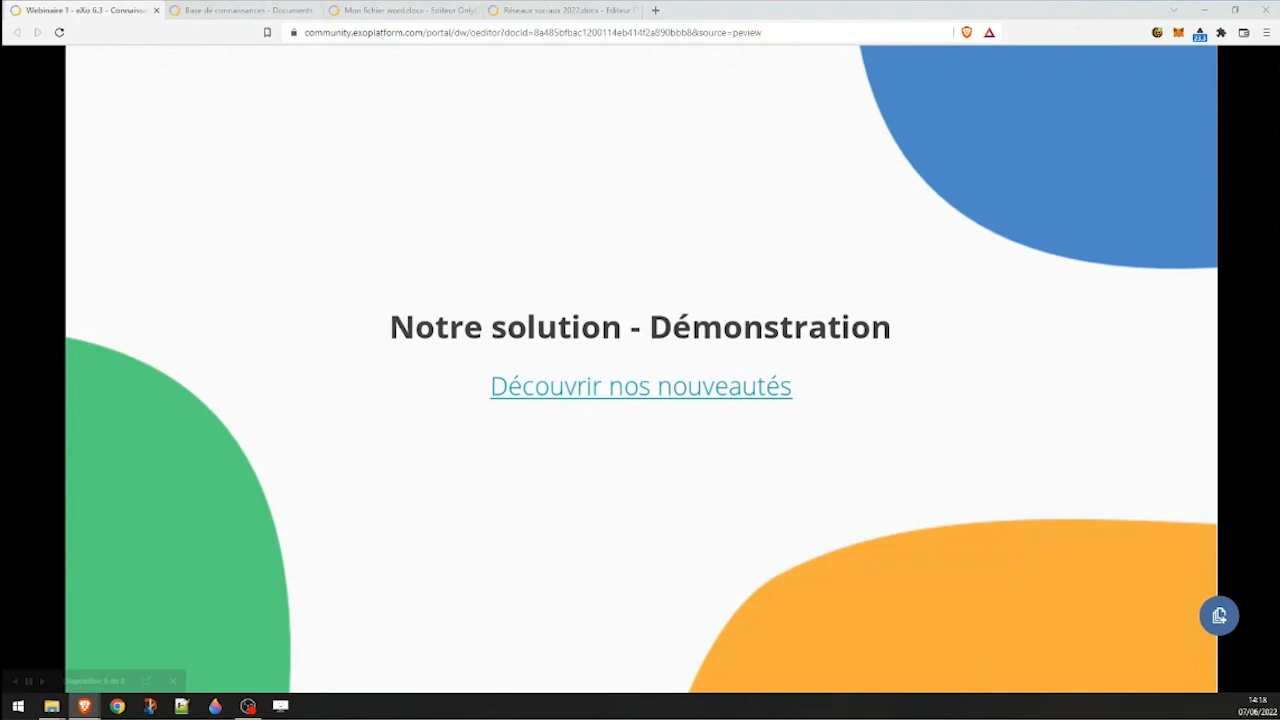 Webinaire 1 - eXo 6.3 - Connaiss
Base de connaissances - Documents
Mon fichier word.docx - Editeur Only
Réseaux sociaux 2022.docx - Editeur
community.exoplatform.com/portal/dw/oeditor?docId=8a485bfbac1200114eb414f2a890bbb8&source=peview
Notre solution - Démonstration
Découvrir nos nouveautés
14:18
07/06/2022